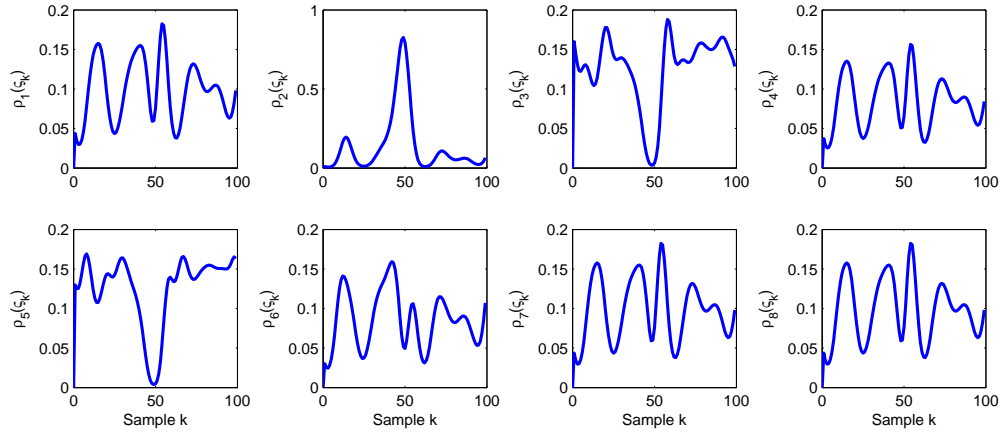 0.2 1 0.2 0.2
0.15 0.15 0.15
ρ1(ςk) 0.1 ρ2(ςk) 0.5 ρ3(ςk) 0.1 ρ4(ςk) 0.1
0.05 0.05 0.05
0 0 0 0
0 50 100 0 50 100 0 50 100 0 50 100
0.2 0.2 0.2 0.2
0.15 0.15 0.15 0.15
ρ5(ςk) 0.1 ρ6(ςk) 0.1 ρ7(ςk) 0.1 ρ8(ςk) 0.1
0.05 0.05 0.05 0.05
0 0 0 0
0 50 100 0 50 100 0 50 100 0 50 100
Sample k Sample k Sample k Sample k